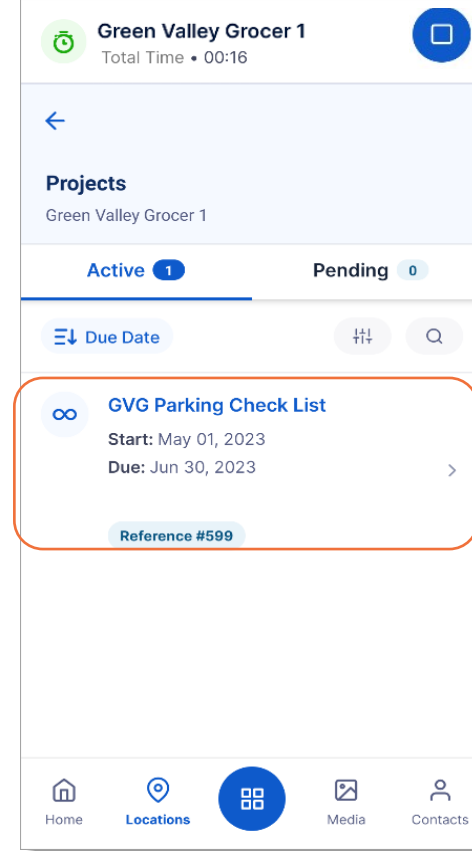 Green Valley Grocer 1
Total Time • 00:16
Projects
Green Valley Grocer 1
Active 1
Pending 0
Due Date
GVG Parking Check List
Start: May 01, 2023
Due: Jun 30, 2023
Reference #599
Home
Locations
Media
Contacts